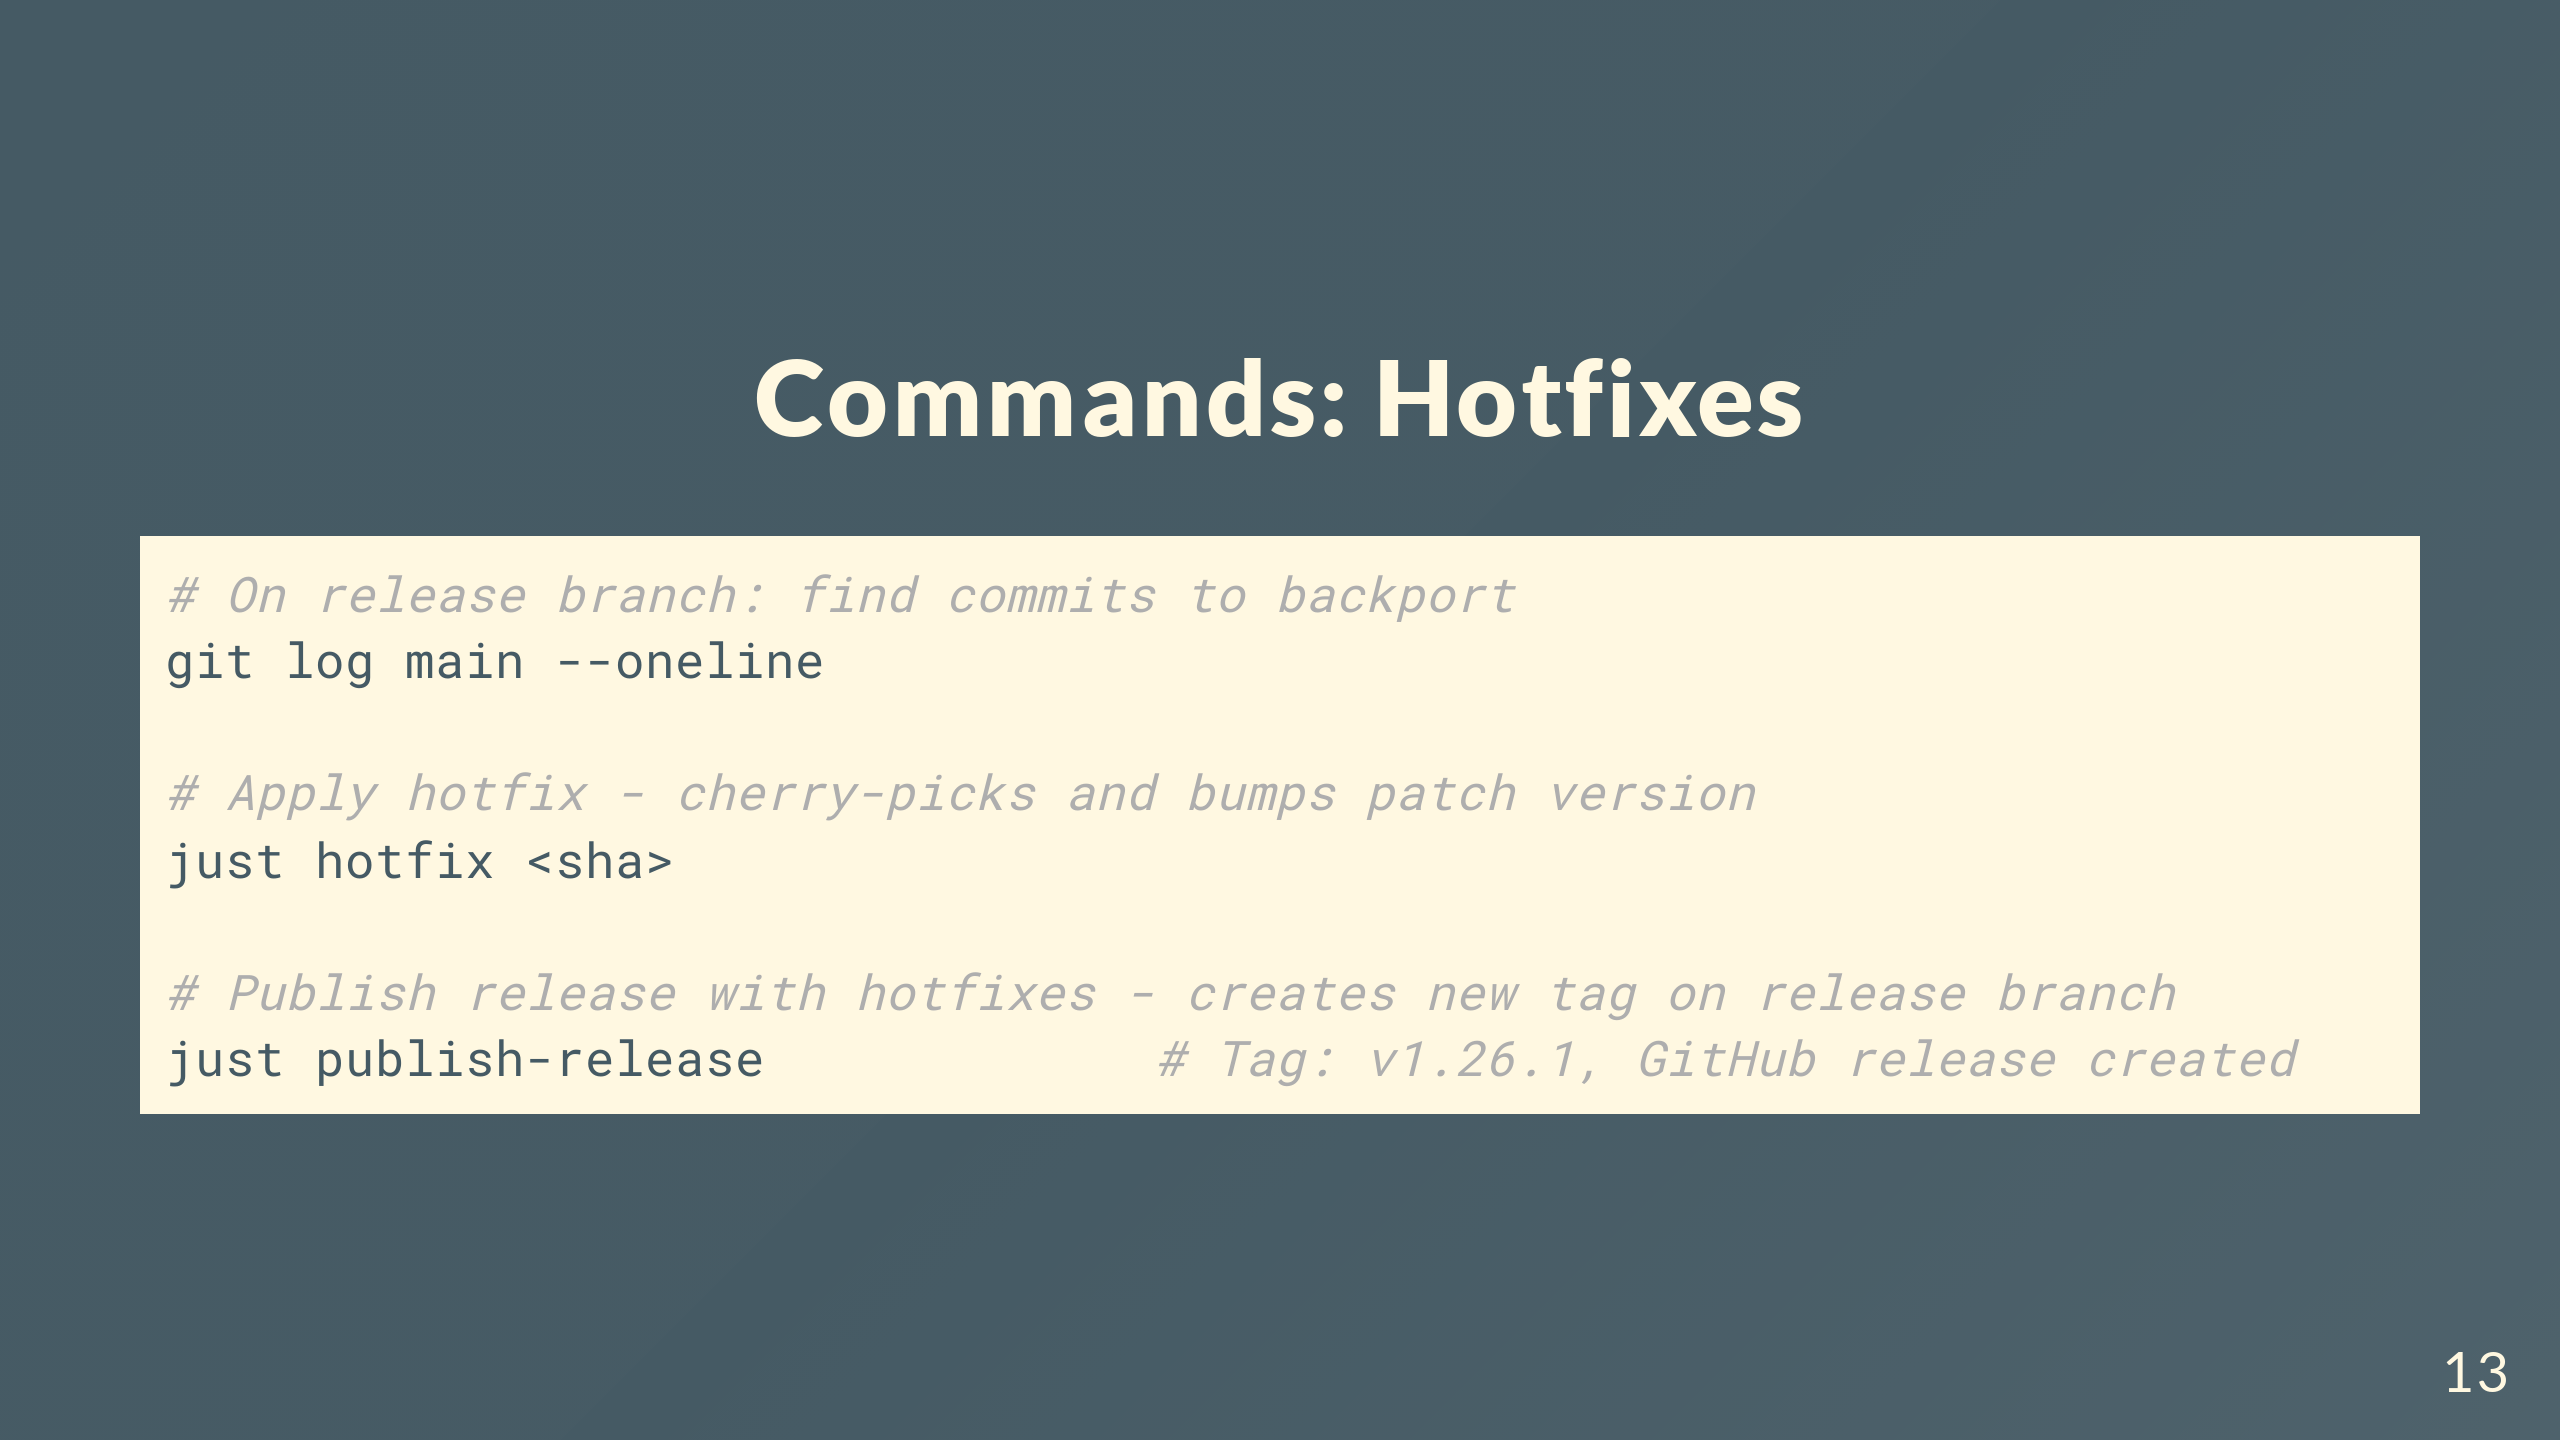 Commands: Hotfixes
# On release branch: find commits to backport
git log main --oneline
# Apply hotfix - cherry-picks and bumps patch version
just hotfix <sha>
# Publish release with hotfixes - creates new tag on release branch
just publish-release # Tag: v1.26.1, GitHub release created
13